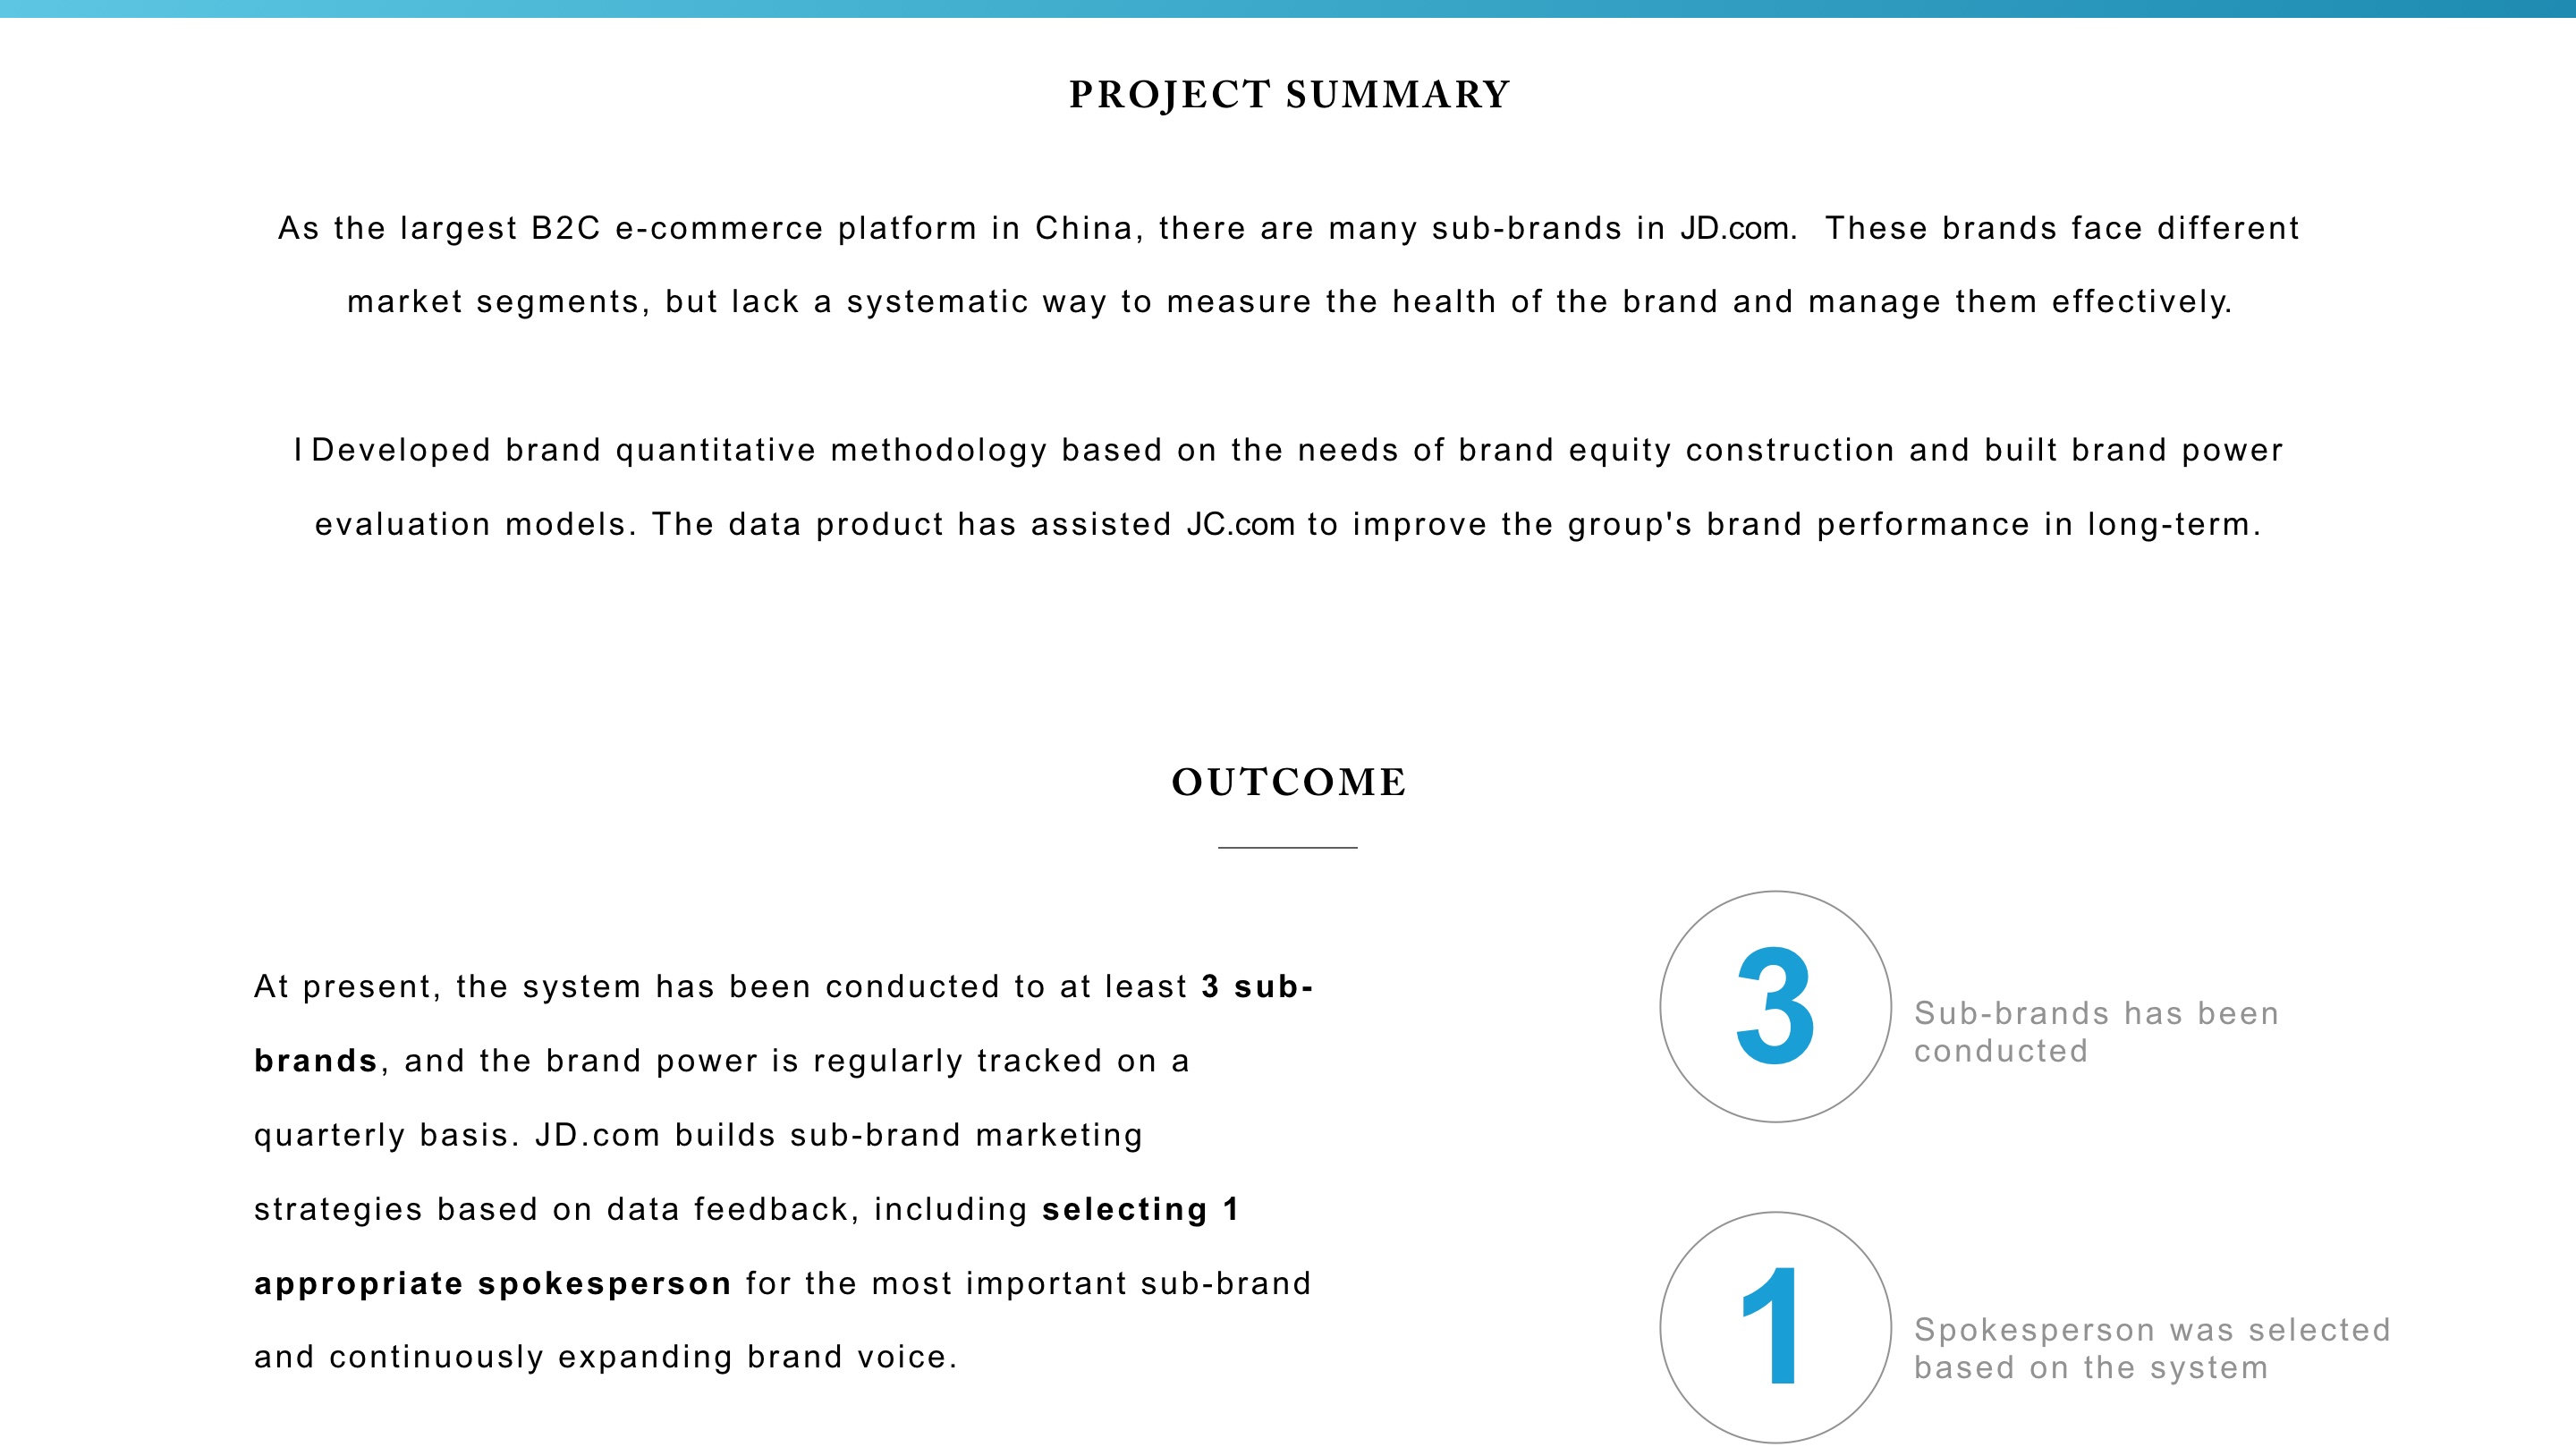 PROJECT SUMMARY
As the largest B2C e-commerce platform in China, there are many sub-brands in JD.com.  These brands face different
market segments, but lack a systematic way to measure the health of the brand and manage them effectively.
I Developed brand quantitative methodology based on the needs of brand equity construction and built brand power
evaluation models. The data product has assisted JC.com to improve the group's brand performance in long-term.
OUTCOME
At present, the system has been conducted to at least 3 sub-
brands, and the brand power is regularly tracked on a
quarterly basis. JD.com builds sub-brand marketing
strategies based on data feedback, including selecting 1
appropriate spokesperson for the most important sub-brand
and continuously expanding brand voice.
3
Sub-brands has been
conducted
1
Spokesperson was selected
based on the system